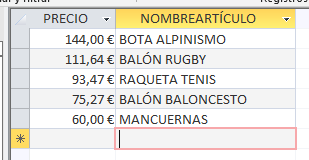 PRECIO NOMBREARTÍCULO
144,00 € BOTA ALPINISMO
111,64 € BALÓN RUGBY
93,47 € RAQUETA TENIS
75,27 € BALÓN BALONCESTO
60,00 € MANCUERNAS